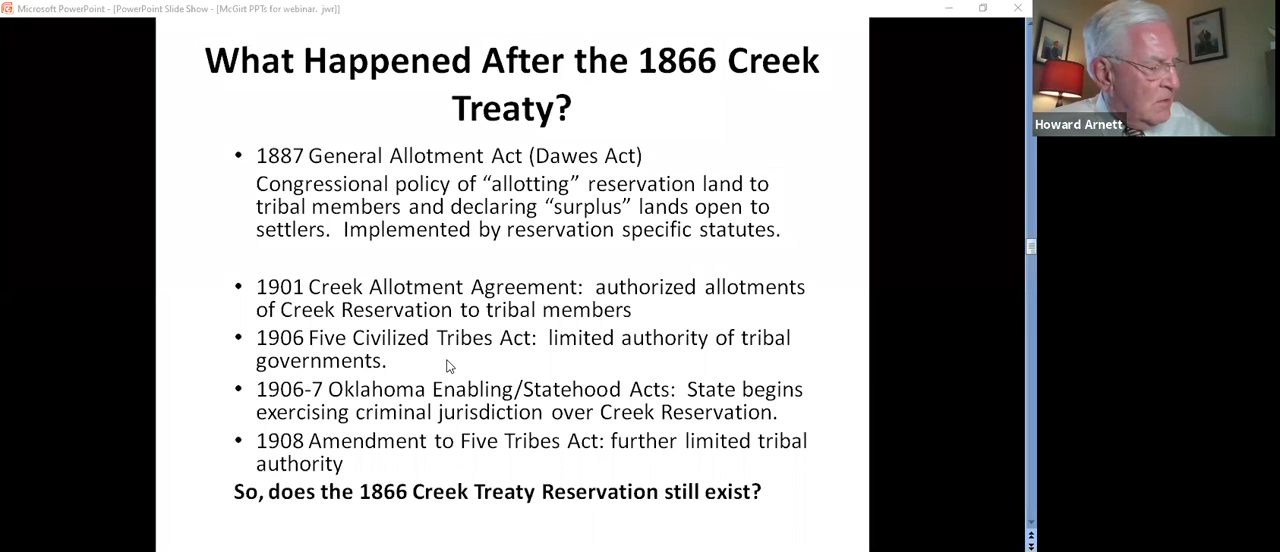 Microsoft PowerPoint - [PowerPoint Slide Show - [McGirt PPTs for webinar. jwr]]
What Happened After the 1866 Creek
Treaty?
• 1887 General Allotment Act (Dawes Act)
Congressional policy of “allotting” reservation land to
tribal members and declaring “surplus” lands open to
settlers. Implemented by reservation specific statutes.
• 1901 Creek Allotment Agreement: authorized allotments
of Creek Reservation to tribal members
• 1906 Five Civilized Tribes Act: limited authority of tribal
governments.
• 1906-7 Oklahoma Enabling/Statehood Acts: State begins
exercising criminal jurisdiction over Creek Reservation.
• 1908 Amendment to Five Tribes Act: further limited tribal
authority
So, does the 1866 Creek Treaty Reservation still exist?
Howard Arnett